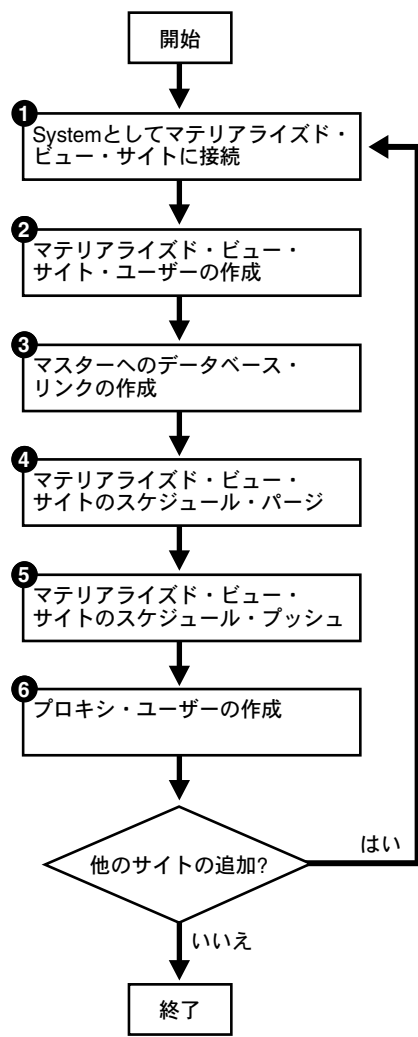 開始
1
Systemとしてマテリアライズド・
ビュー・サイトに接続
2
マテリアライズド・ビュー・
サイト・ユーザーの作成
3
マスターへのデータベース・
リンクの作成
4
マテリアライズド・ビュー・
サイトのスケジュール・パージ
5
マテリアライズド・ビュー・
サイトのスケジュール・プッシュ
6
プロキシ・ユーザーの作成
他のサイトの追加?
はい
いいえ
終了